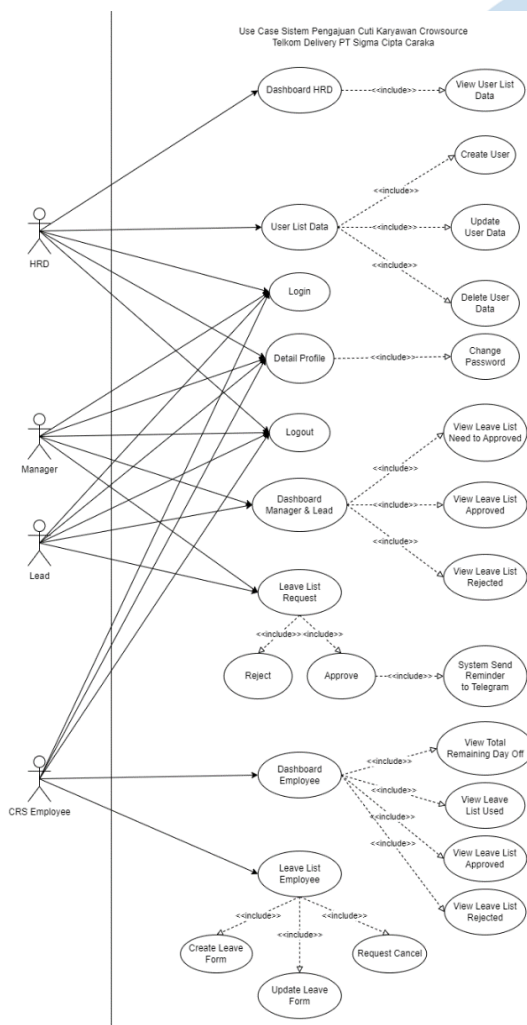 Use Case Sistem Pengajuan Cuti Karyawan Crowsource
Telkom Delivery PT Sigma Cipta Caraka
Dashboard HRD
<<include>>
View User List
Data
Create User
<<include>>
HRD
User List Data
<<include>>
Update
User Data
<<include>>
Login
Delete User
Data
Detail Profile
<<include>>
Change
Password
Manager
Logout
View Leave List
Need to Approved
<<include>>
Dashboard
Manager & Lead
<<include>>
View Leave List
Approved
<<include>>
Lead
View Leave List
Rejected
Leave List
Request
<<include>>
<<include>>
Reject
Approve
<<include>>
System Send
Reminder
to Telegram
View Total
Remaining Day Off
<<include>>
CRS Employee
Dashboard
Employee
<<include>>
View Leave
List Used
<<include>>
<<include>>
View Leave List
Approved
Leave List
Employee
View Leave List
Rejected
<<include>>
<<include>>
<<include>>
Create Leave
Form
Request Cancel
Update Leave
Form